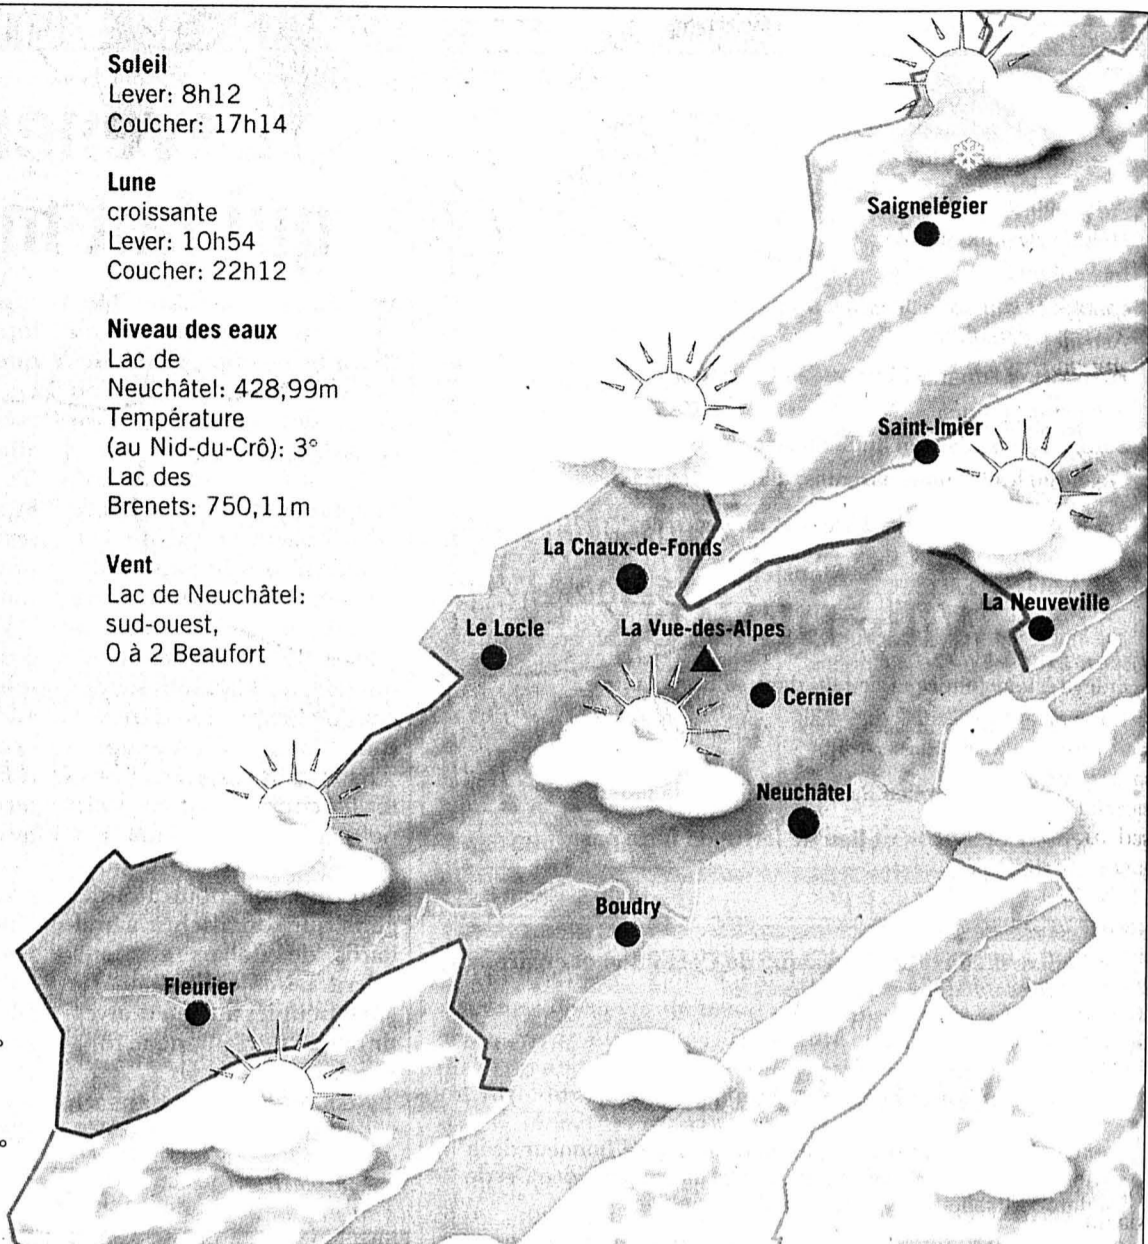 Soleil
Lever: 8h12
Coucher: 17h14
Lune
croissante
Lever: 10h54
Coucher: 22h12
Niveau des eaux
Lac de
Neuchâtel: 428,99m
Température
(au Nid-du-Crô): 3°
Lac des
Brenets: 750,11m
Vent
Lac de Neuchâtel:
sud-ouest,
0 à 2 Beaufort
Saignelégier
Saint-Imier
La Chaux-de-Fonds
La Neuveville
Le Locle
La Vue-des-Alpes
Cernier
Neuchâtel
Boudry
Fleurier